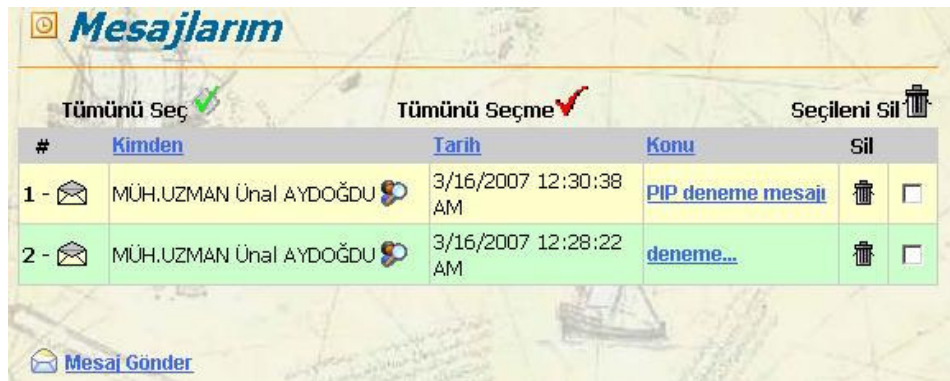 Mesajlarım
Tümünü Seç Tümünü Seçme Seçileni Sil
# Kimden Tarih Konu Sil
1 - MÜH.UZMAN Ünal AYDOĞDU 3/16/2007 12:30:38 AM PIP deneme mesajı
2 - MÜH.UZMAN Ünal AYDOĞDU 3/16/2007 12:28:22 AM deneme...
Mesaj Gönder